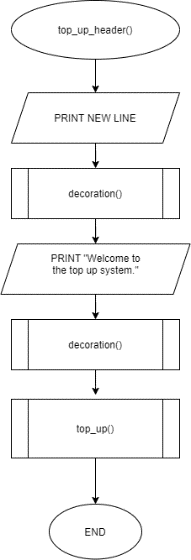 top_up_header()
PRINT NEW LINE
decoration()
PRINT "Welcome to
the top up system."
decoration()
top_up()
END